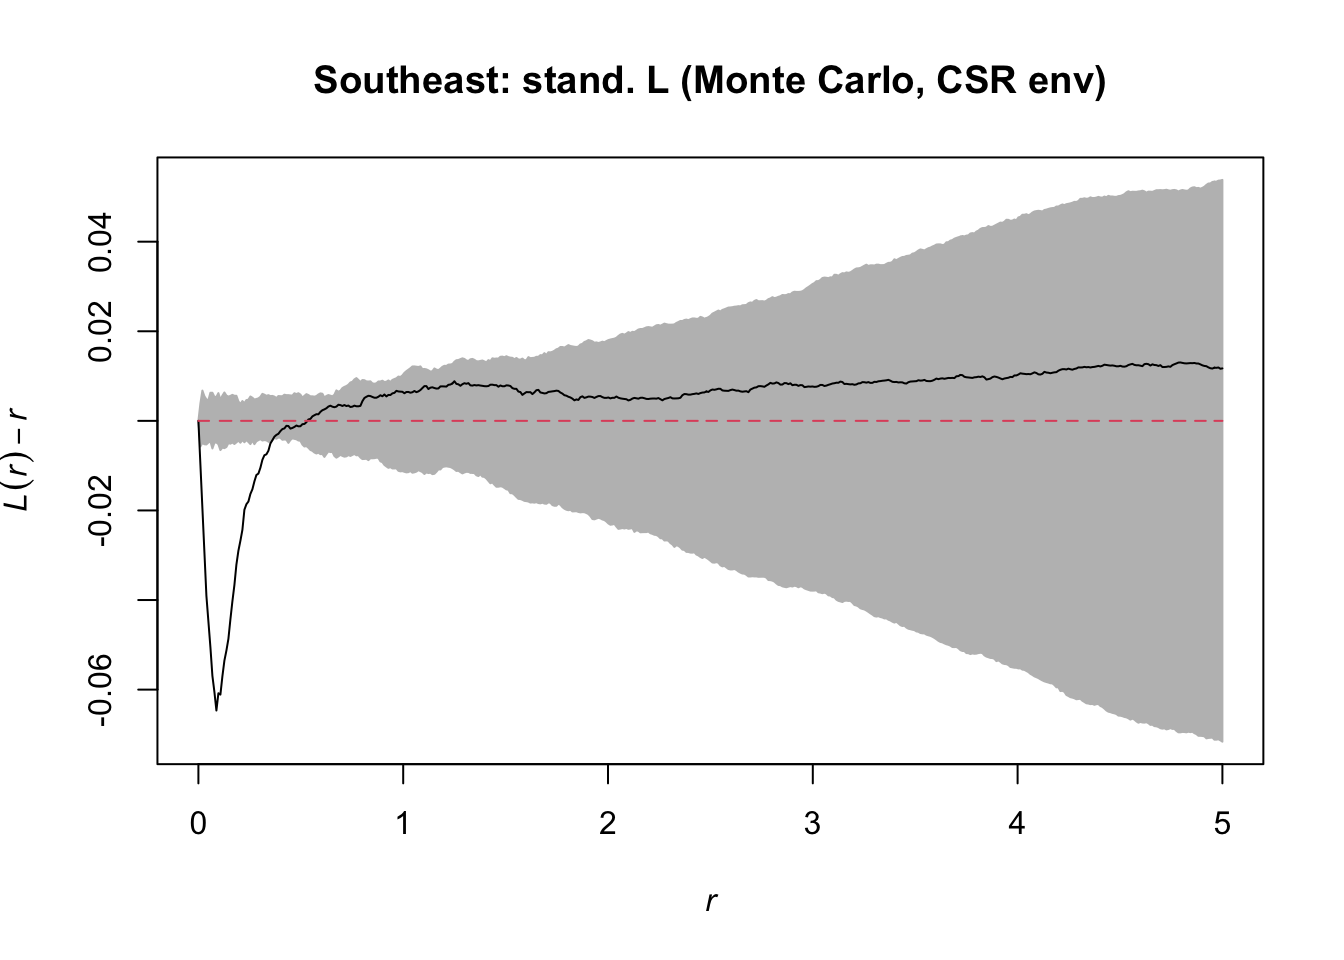 Southeast: stand. L (Monte Carlo, CSR env)
0.04
0.02
-0.02
-0.06
L(r) − r
0 1 2 3 4 5
r